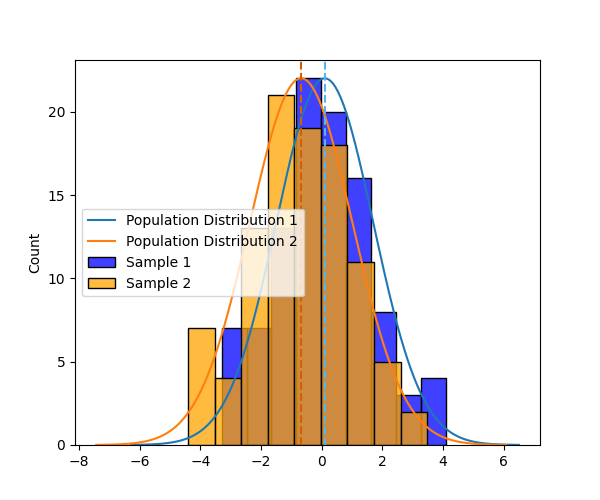 20
15
10
5
0
Count
Population Distribution 1
Population Distribution 2
Sample 1
Sample 2
−8
−6
−4
−2
0
2
4
6